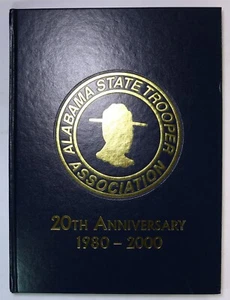 ALABAMA STATE TROOPER
ASSOCIATION
20TH ANNIVERSARY
1980 - 2000